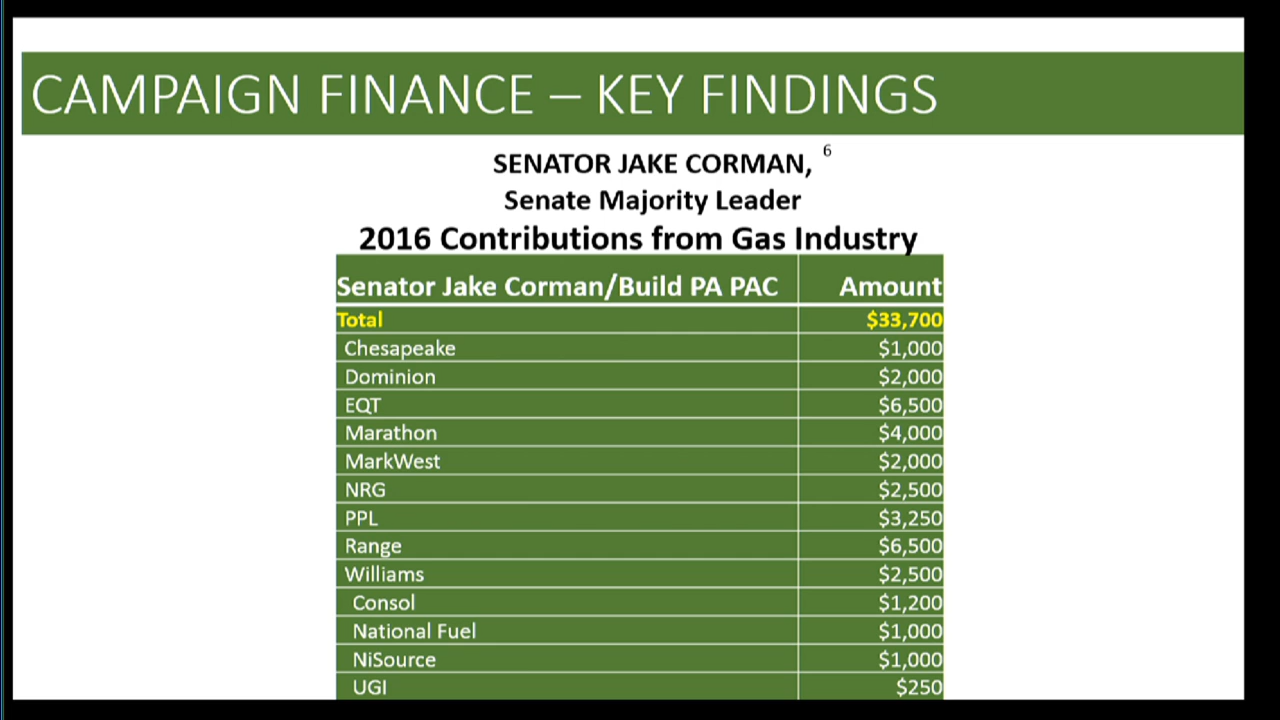 CAMPAIGN FINANCE – KEY FINDINGS
SENATOR JAKE CORMAN, 6
Senate Majority Leader
2016 Contributions from Gas Industry
Senator Jake Corman/Build PA PAC Amount
Total $33,700
Chesapeake $1,000
Dominion $2,000
EQT $6,500
Marathon $4,000
MarkWest $2,000
NRG $2,500
PPL $3,250
Range $6,500
Williams $2,500
Consol $1,200
National Fuel $1,000
NiSource $1,000
UGI $250